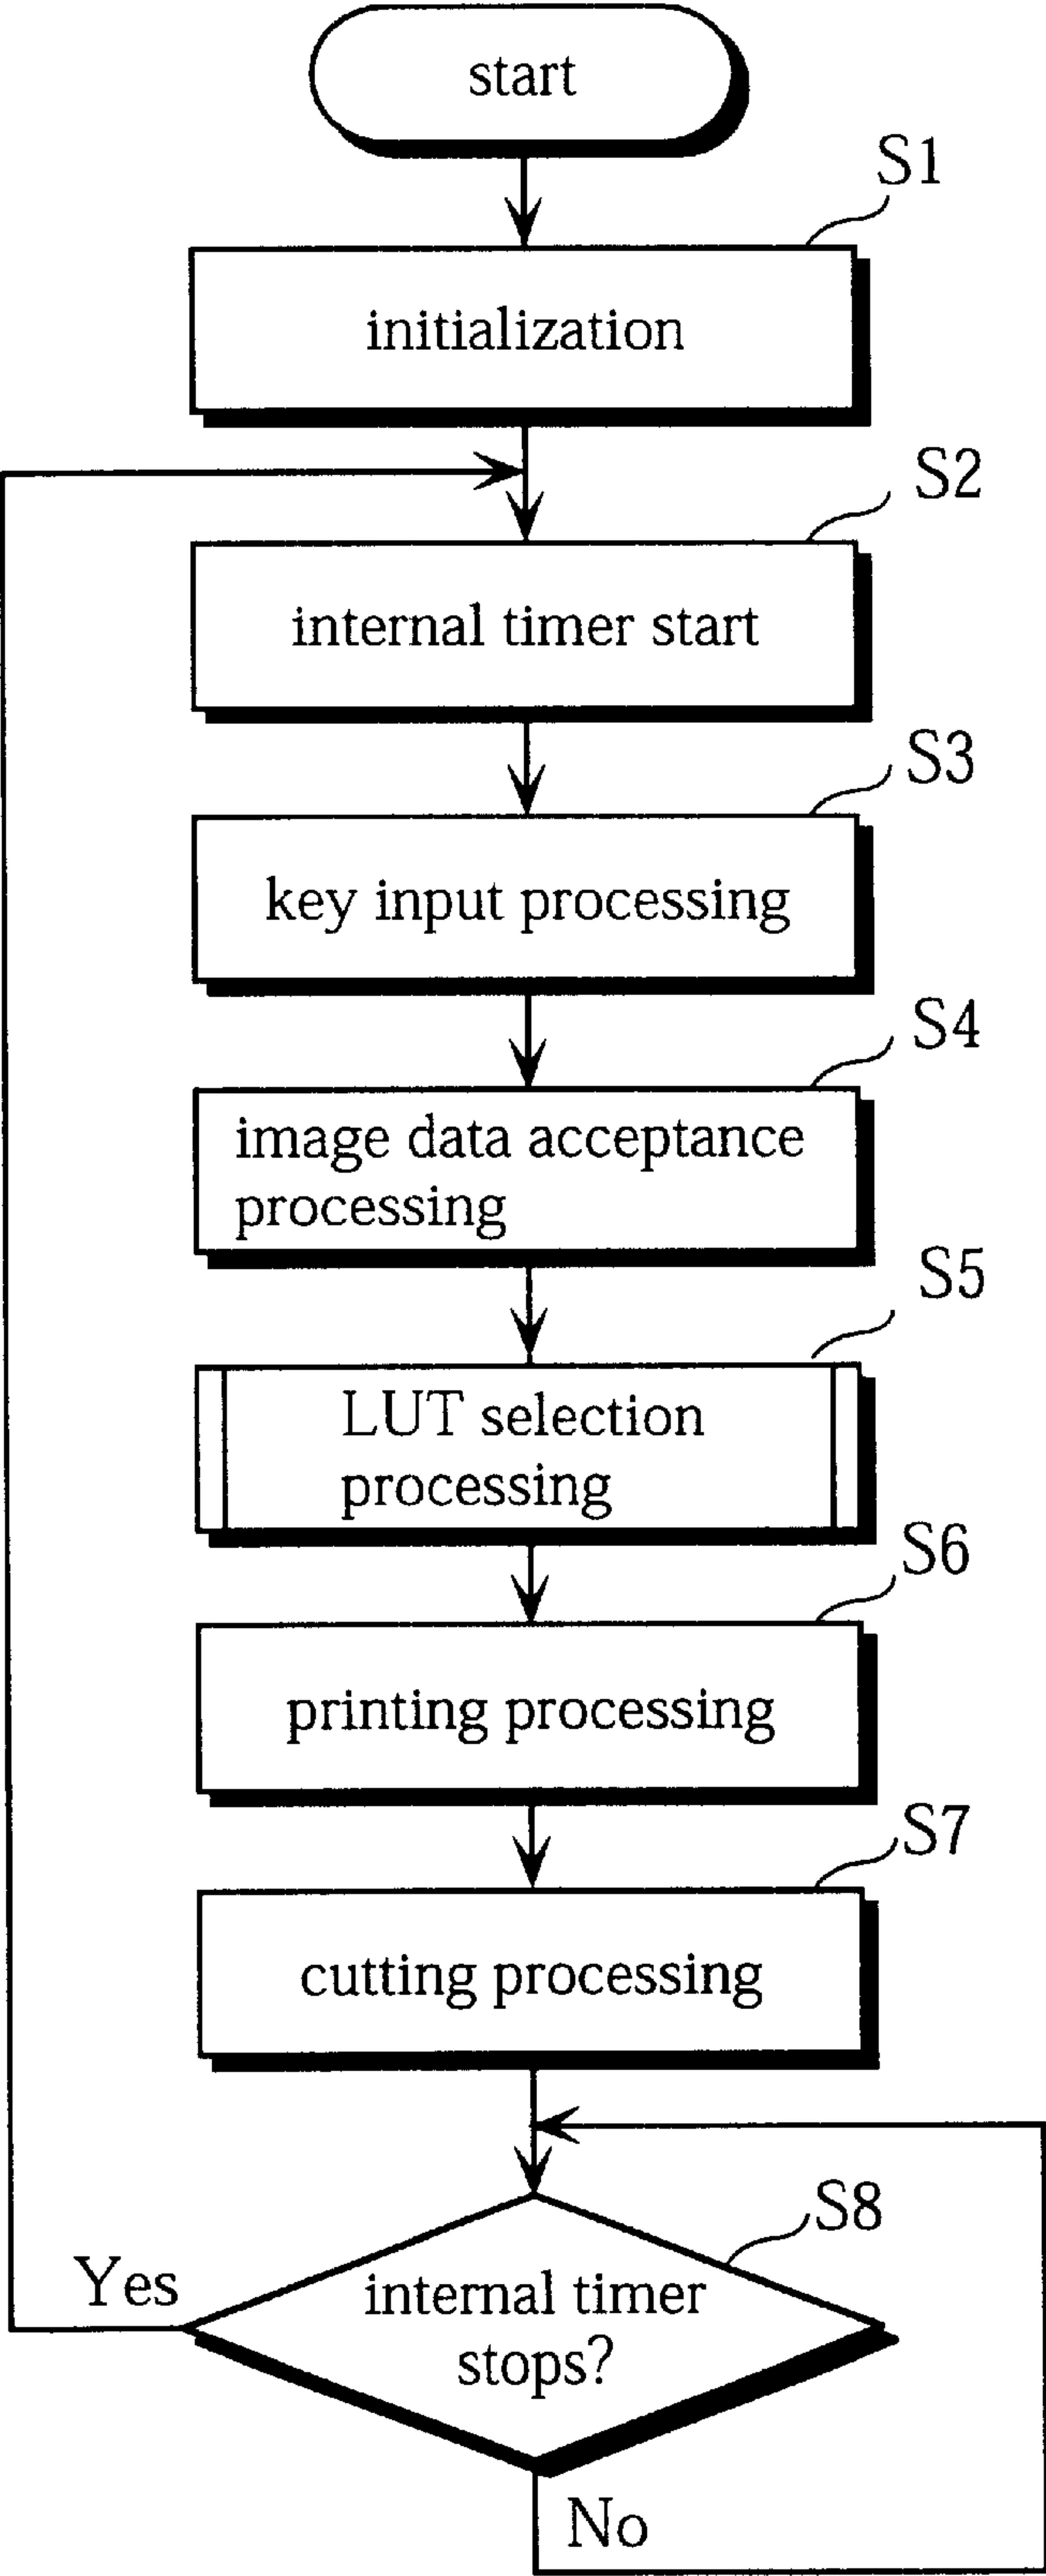 start
S1
initialization
S2
internal timer start
S3
key input processing
S4
image data acceptance
processing
S5
LUT selection
processing
S6
printing processing
S7
cutting processing
S8
Yes
internal timer
stops?
No